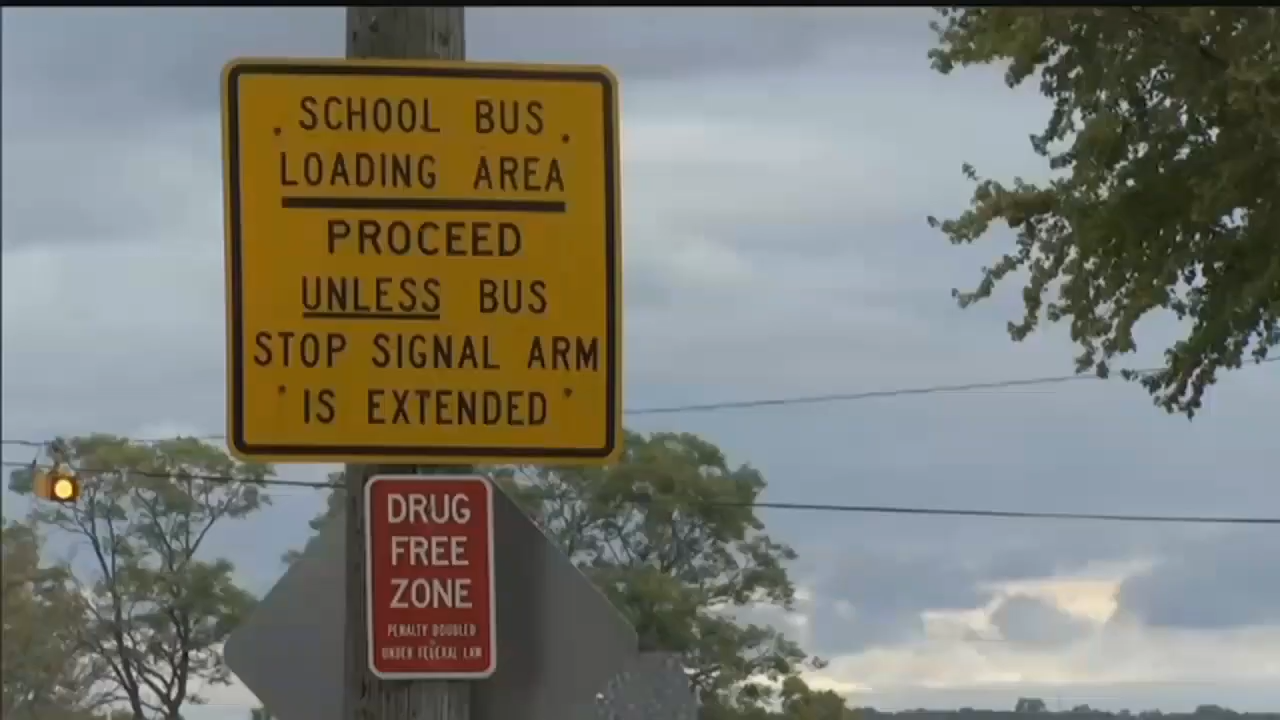 SCHOOL BUS
LOADING AREA
PROCEED
UNLESS BUS
STOP SIGNAL ARM
IS EXTENDED
DRUG
FREE
ZONE
PENALTY DOUBLED
UNDER FEDERAL LAW